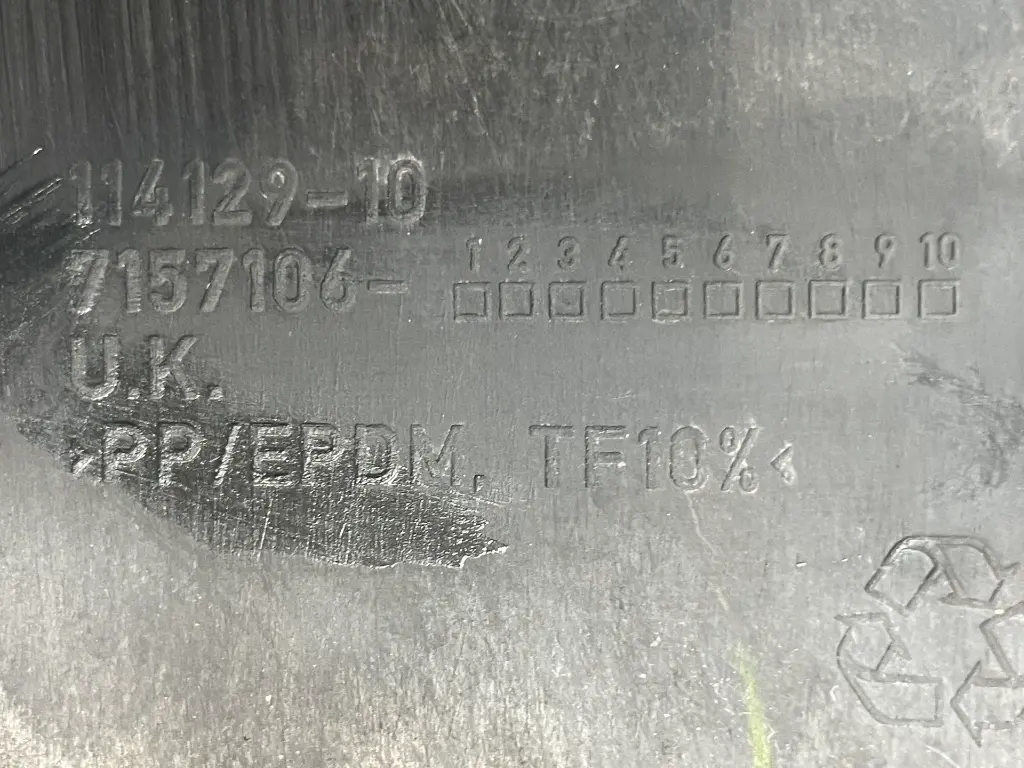 114129-10
7157106-
1 2 3 4 5 6 7 8 9 10
U.K.
>PP/EPDM. TF10%<